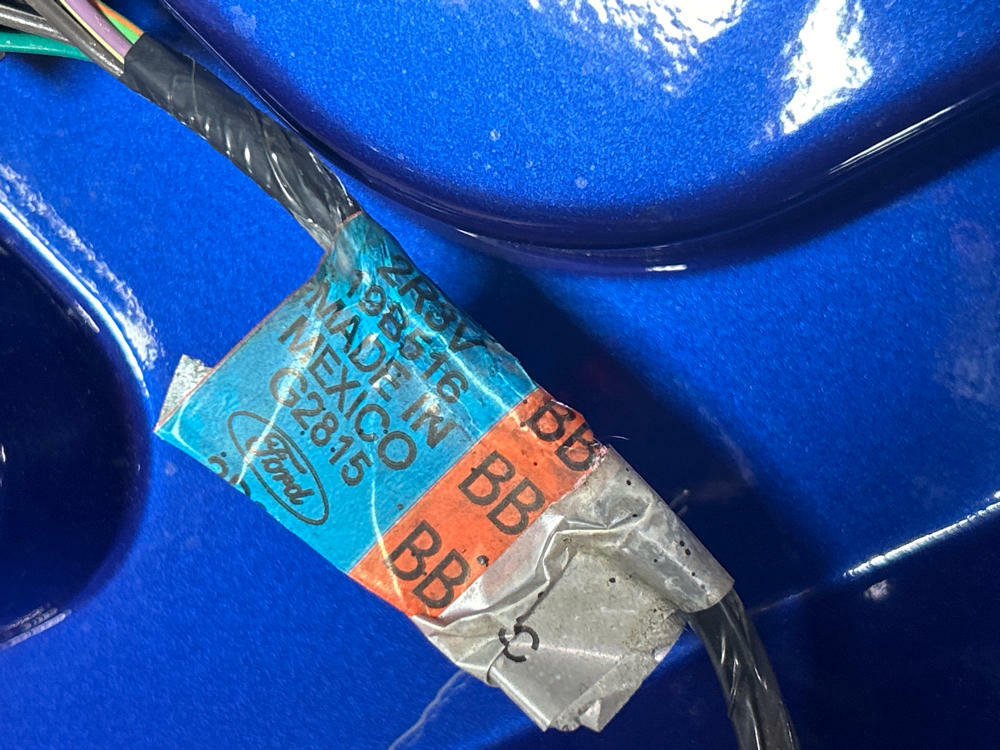 2R3V
19B516
MADE IN
MEXICO
G2815
Ford
BB
BB
BB